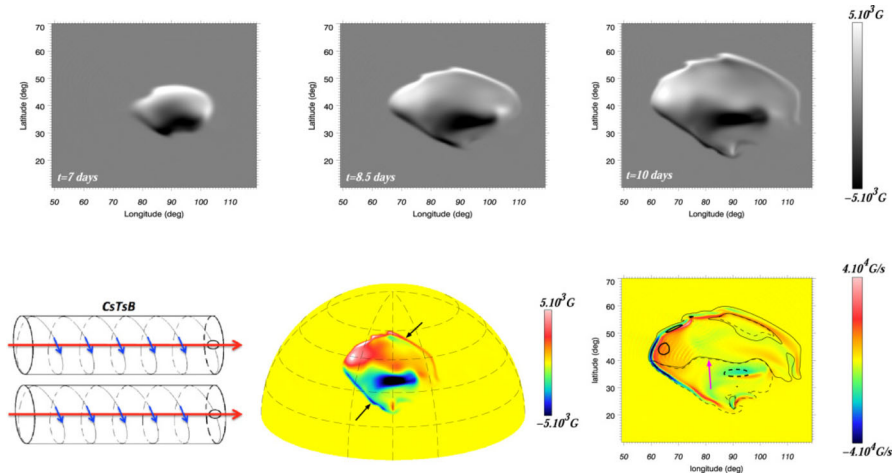 5.10³G
70
60
50
40
30
20
10
Latitude (deg)
t=7 days
50 60 70 80 90 100 110
Longitude (deg)
70
60
50
40
30
20
10
Latitude (deg)
t=8.5 days
50 60 70 80 90 100 110
Longitude (deg)
70
60
50
40
30
20
10
Latitude (deg)
t=10 days
50 60 70 80 90 100 110
Longitude (deg)
−5.10³G
CsTsB
5.10³G
−5.10³G
70
60
50
40
30
20
10
latitude (deg)
50 60 70 80 90 100 110
longitude (deg)
4.10⁴G/s
−4.10⁴G/s